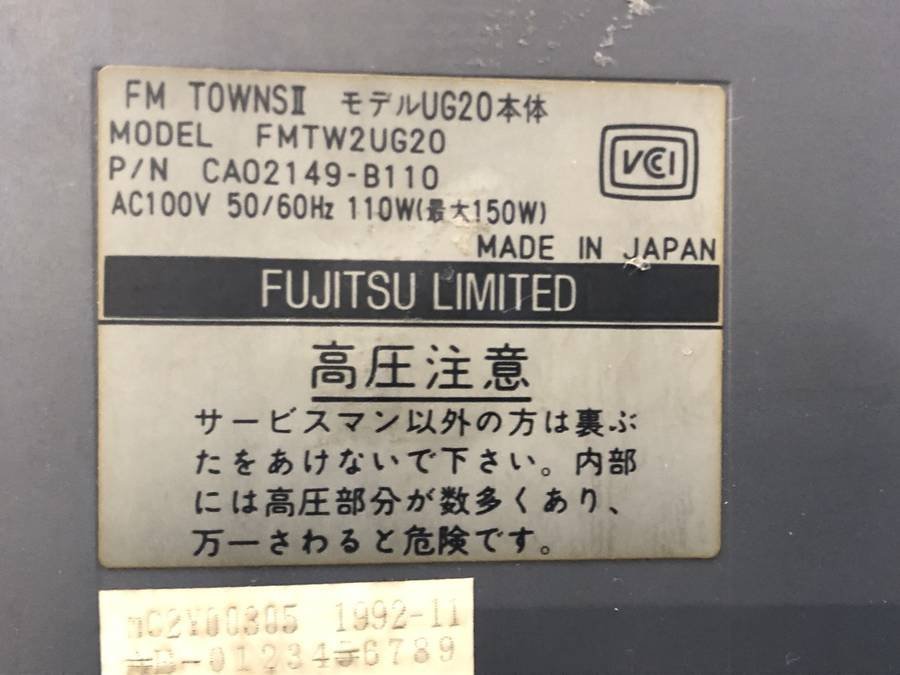 FM TOWNSⅡ モデルUG20本体
MODEL FMTW2UG20
P/N CA02149-B110
VCCI
AC100V 50/60Hz 110W(最大150W)
MADE IN JAPAN
FUJITSU LIMITED
高圧注意
サービスマン以外の方は裏ぶ
たをあけないで下さい。内部
には高圧部分が数多くあり、
万一さわると危険です。
1992-11
01234 6789